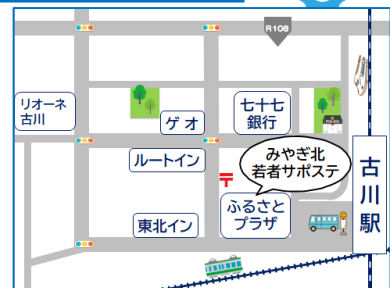 R108
リオーネ
古川
ゲオ
七十七
銀行
POLICE
ルートイン
みやぎ北
若者サポステ
〒
ふるさと
プラザ
東北イン
古川駅